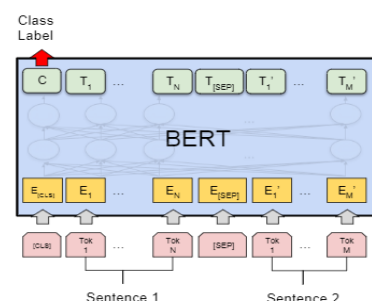 Class
Label
C T1 ... TN T[SEP] T1' ... TM'
BERT
E[CLS] E1 ... EN E[SEP] E1' ... EM'
[CLS] Tok 1 ... Tok N [SEP] Tok 1 ... Tok M
Sentence 1 Sentence 2